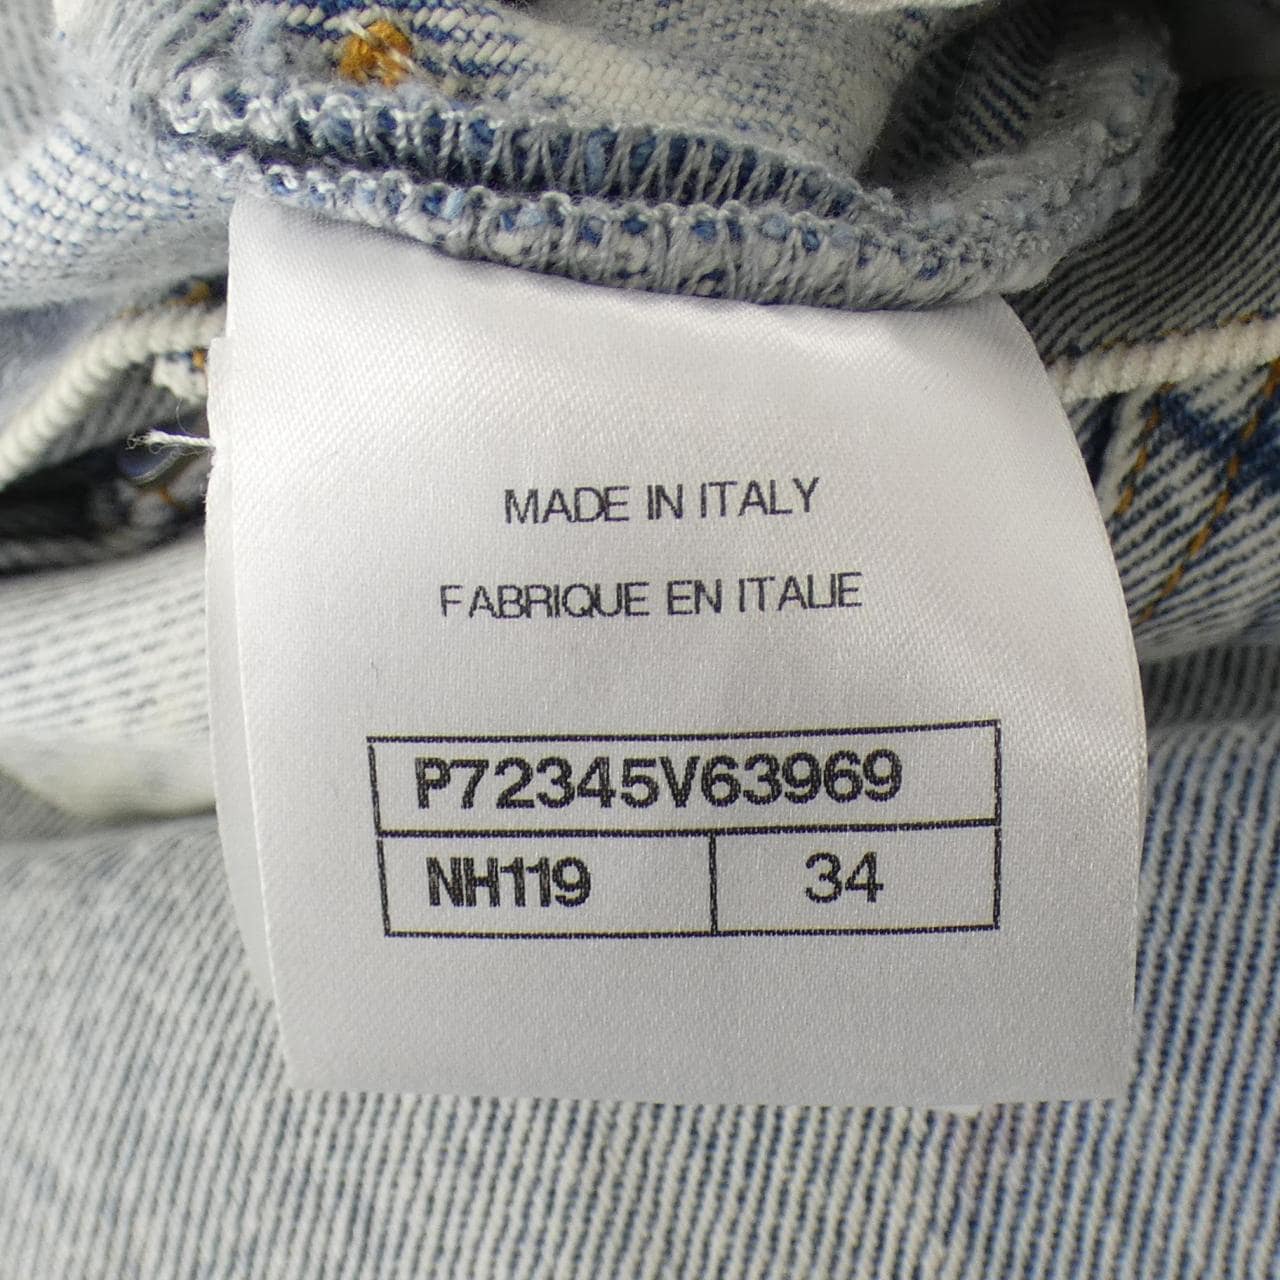 MADE IN ITALY
FABRIQUE EN ITALIE
P72345V63969
NH119 34